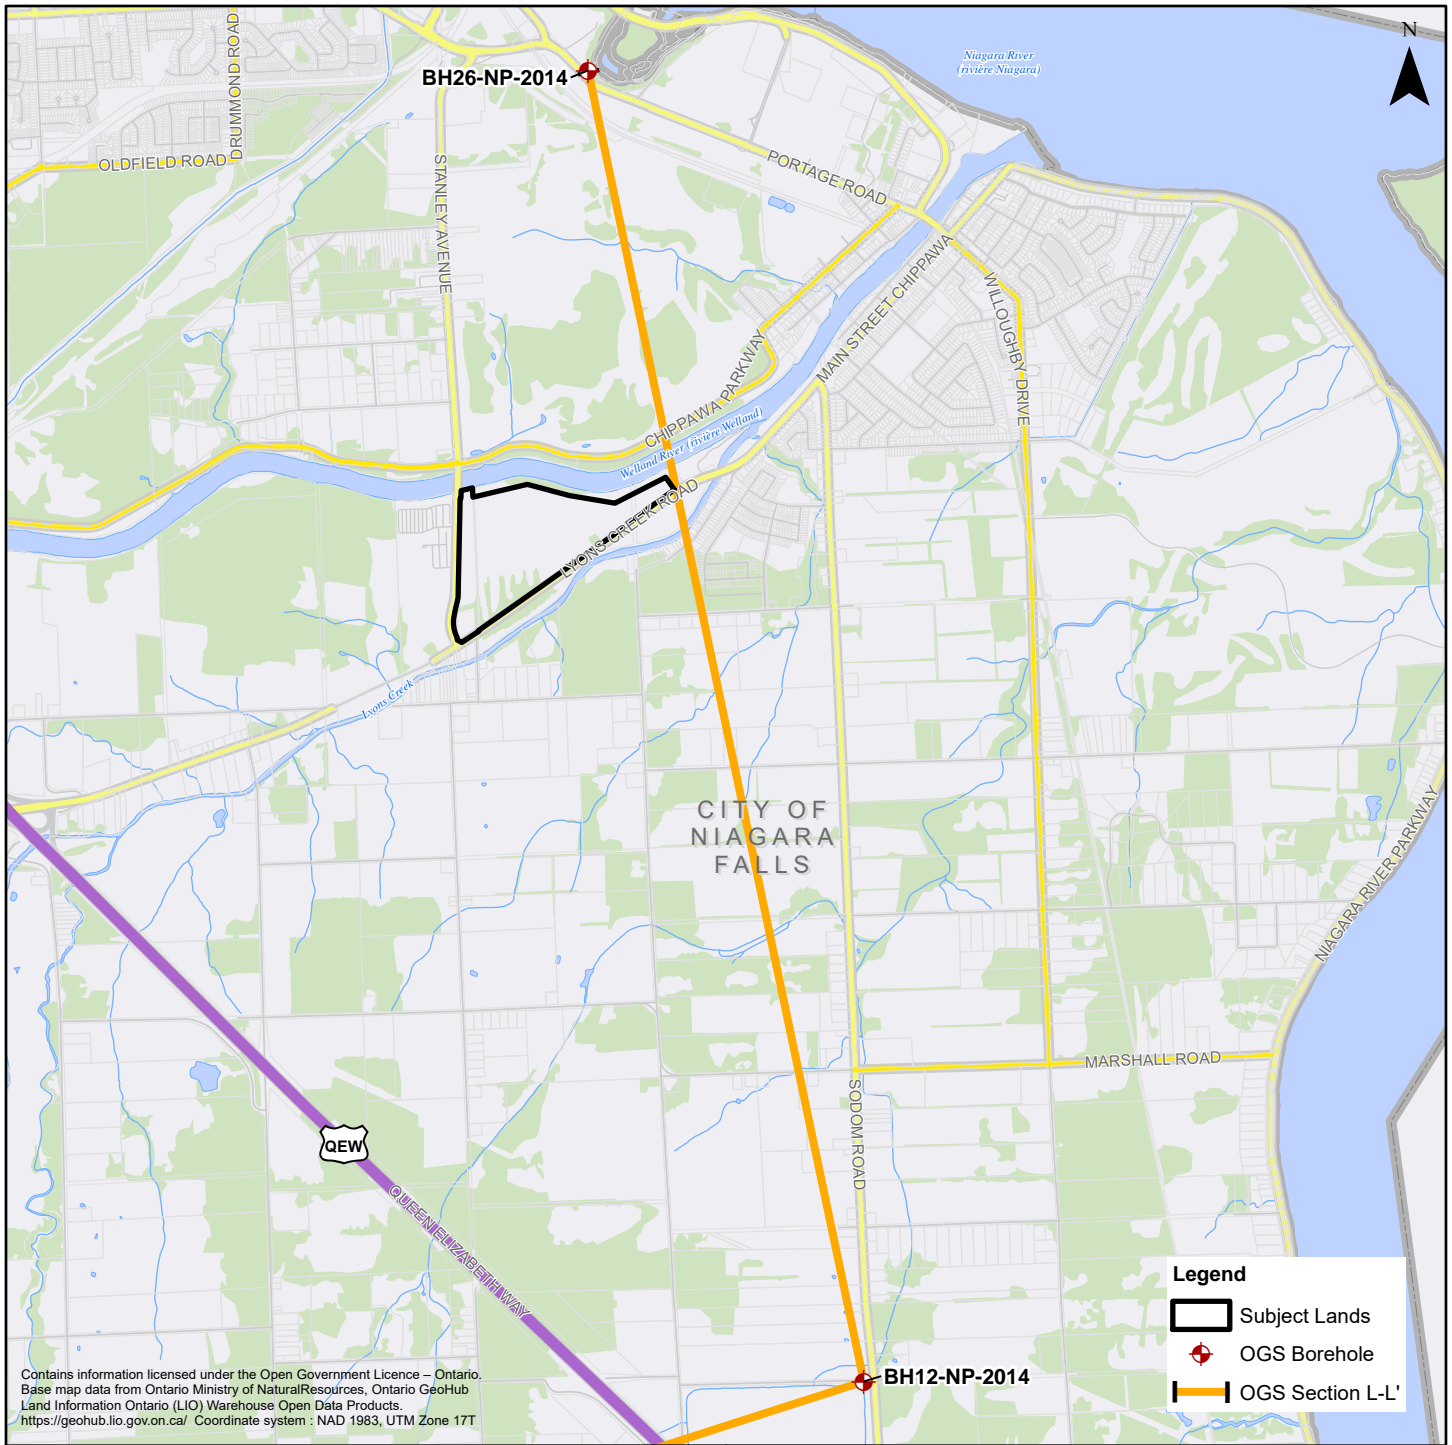 N
Niagara River
(rivière Niagara)
BH26-NP-2014
DRUMMOND ROAD
OLDFIELD ROAD
STANLEY AVENUE
PORTAGE ROAD
MAIN STREET CHIPPAWA
WILLOUGHBY DRIVE
CHIPPAWA PARKWAY
Welland River (rivière Welland)
LYONS CREEK ROAD
Lyons Creek
CITY OF
NIAGARA
FALLS
NIAGARA RIVER PARKWAY
MARSHALL ROAD
SODOM ROAD
QEW
QUEEN ELIZABETH WAY
BH12-NP-2014
Legend
Subject Lands
OGS Borehole
OGS Section L-L'
Contains information licensed under the Open Government Licence – Ontario.
Base map data from Ontario Ministry of NaturalResources, Ontario GeoHub
Land Information Ontario (LIO) Warehouse Open Data Products.
https://geohub.lio.gov.on.ca/ Coordinate system : NAD 1983, UTM Zone 17T